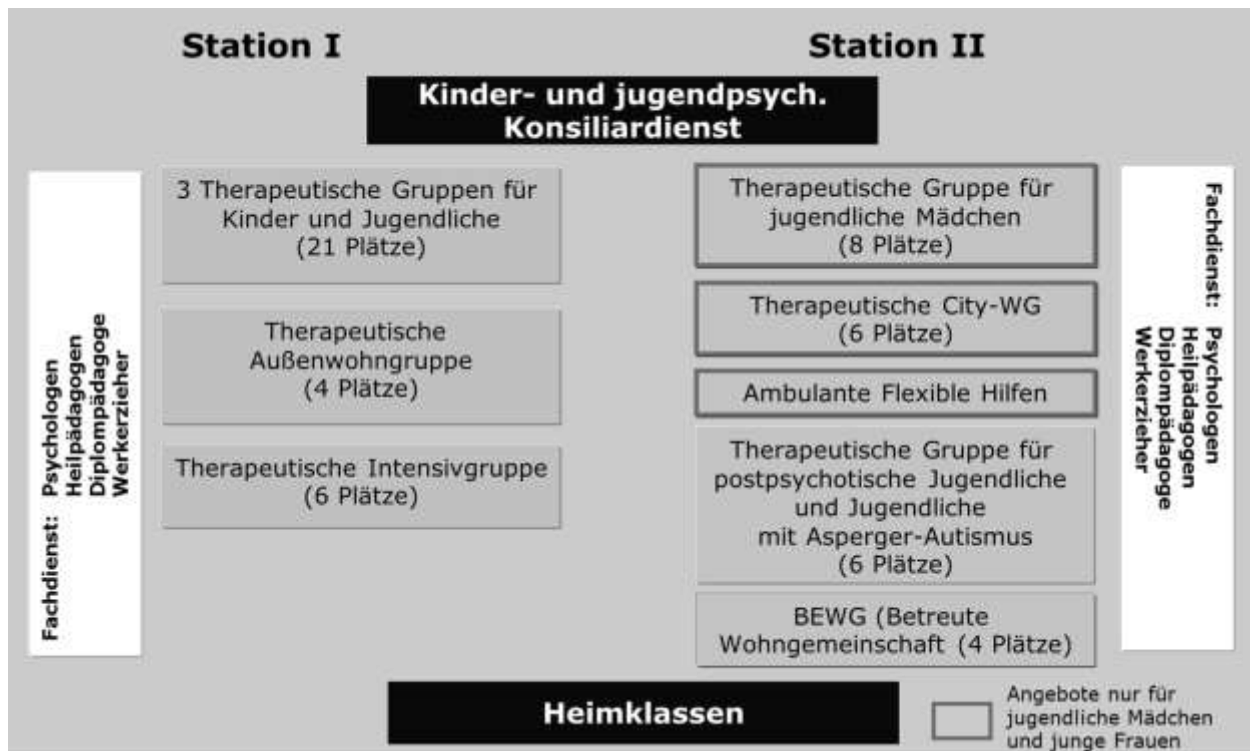 Station I
Station II
Kinder- und jugendpsych.
Konsiliardienst
Fachdienst: Psychologen
Heilpädagogen
Diplompädagoge
Werkerzieher
3 Therapeutische Gruppen für
Kinder und Jugendliche
(21 Plätze)
Therapeutische
Außenwohngruppe
(4 Plätze)
Therapeutische Intensivgruppe
(6 Plätze)
Therapeutische Gruppe für
jugendliche Mädchen
(8 Plätze)
Therapeutische City-WG
(6 Plätze)
Ambulante Flexible Hilfen
Therapeutische Gruppe für
postpsychotische Jugendliche
und Jugendliche
mit Asperger-Autismus
(6 Plätze)
BEWG (Betreute
Wohngemeinschaft (4 Plätze)
Fachdienst: Psychologen
Heilpädagogen
Diplompädagoge
Werkerzieher
Heimklassen
Angebote nur für
jugendliche Mädchen
und junge Frauen